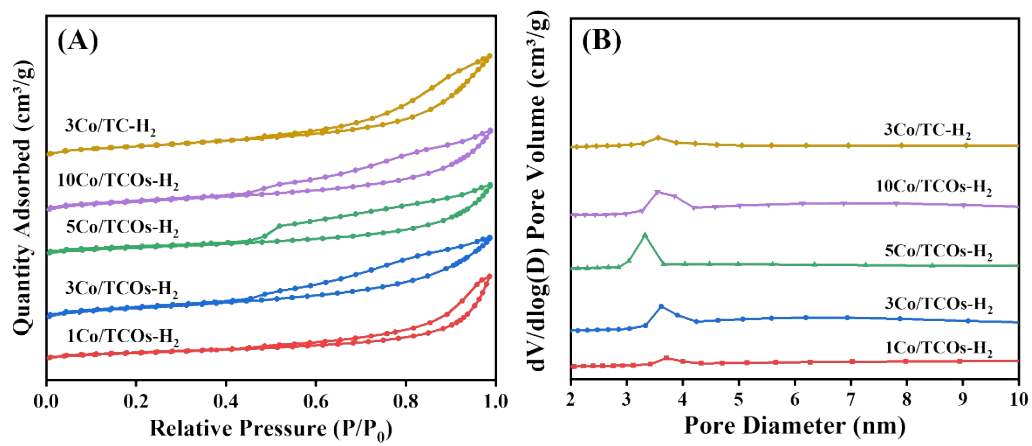 (A)
Quantity Adsorbed (cm³/g)
3Co/TC-H₂
10Co/TCOs-H₂
5Co/TCOs-H₂
3Co/TCOs-H₂
1Co/TCOs-H₂
0.0 0.2 0.4 0.6 0.8 1.0
Relative Pressure (P/P₀)
(B)
dV/dlog(D) Pore Volume (cm³/g)
3Co/TC-H₂
10Co/TCOs-H₂
5Co/TCOs-H₂
3Co/TCOs-H₂
1Co/TCOs-H₂
2 3 4 5 6 7 8 9 10
Pore Diameter (nm)